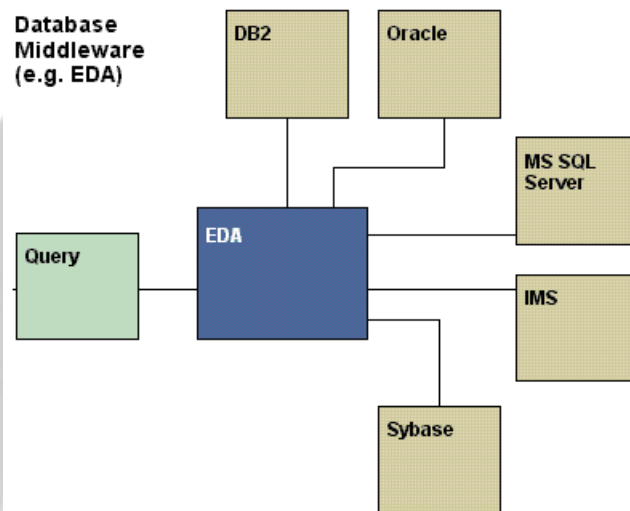 Database
Middleware
(e.g. EDA)
DB2
Oracle
MS SQL
Server
EDA
Query
IMS
Sybase